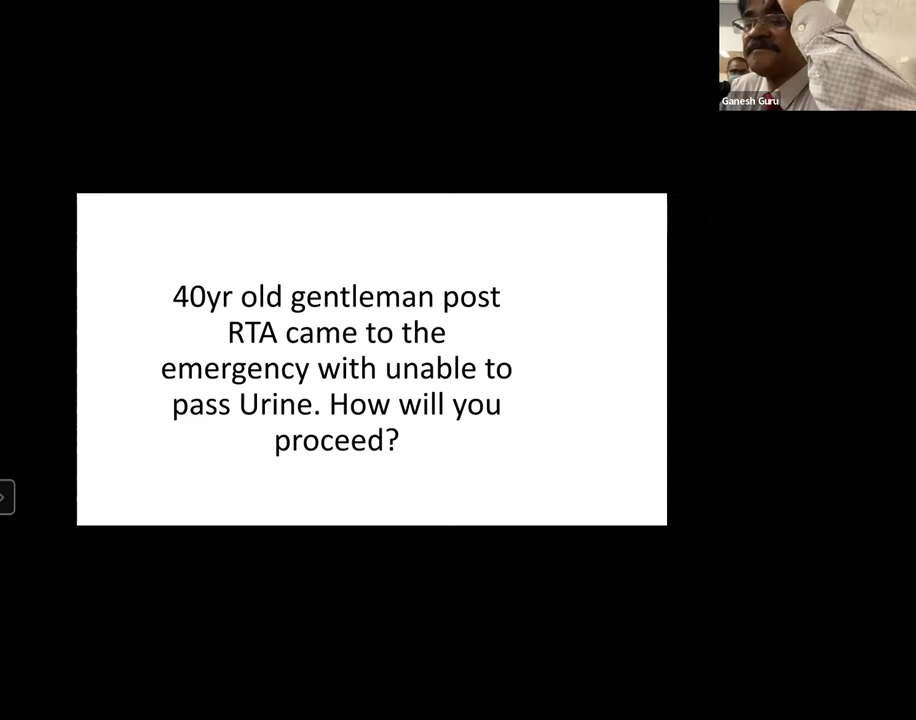 Ganesh Guru
40yr old gentleman post
RTA came to the
emergency with unable to
pass Urine. How will you
proceed?